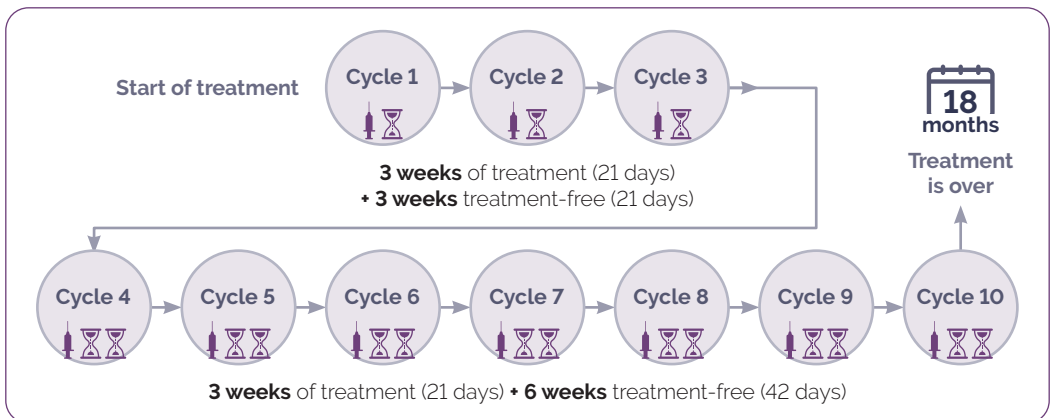 Start of treatment
Cycle 1
Cycle 2
Cycle 3
3 weeks of treatment (21 days)
+ 3 weeks treatment-free (21 days)
18
months
Treatment
is over
Cycle 4
Cycle 5
Cycle 6
Cycle 7
Cycle 8
Cycle 9
Cycle 10
3 weeks of treatment (21 days) + 6 weeks treatment-free (42 days)